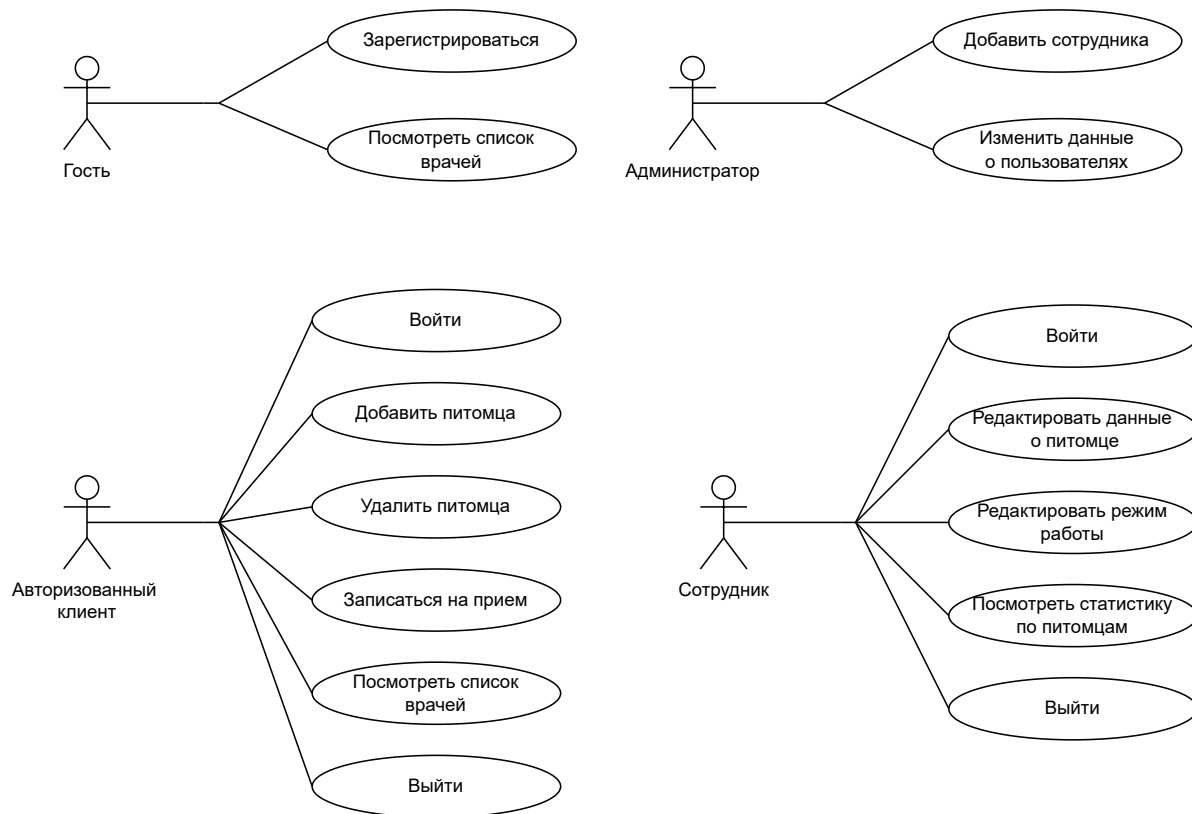 Зарегистрироваться
Посмотреть список
врачей
Гость
Добавить сотрудника
Изменить данные
о пользователях
Администратор
Войти
Добавить питомца
Удалить питомца
Записаться на прием
Посмотреть список
врачей
Выйти
Авторизованный
клиент
Войти
Редактировать данные
о питомце
Редактировать режим
работы
Посмотреть статистику
по питомцам
Выйти
Сотрудник